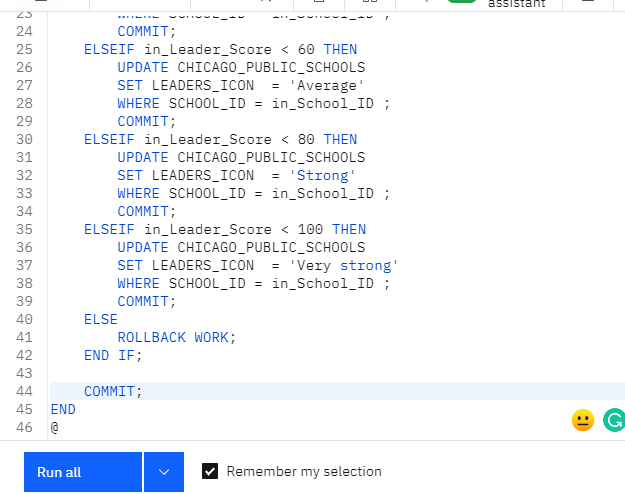 assistant
23 WHERE SCHOOL_ID = in_School_ID ;
24 COMMIT;
25 ELSEIF in_Leader_Score < 60 THEN
26 UPDATE CHICAGO_PUBLIC_SCHOOLS
27 SET LEADERS_ICON  = 'Average'
28 WHERE SCHOOL_ID = in_School_ID ;
29 COMMIT;
30 ELSEIF in_Leader_Score < 80 THEN
31 UPDATE CHICAGO_PUBLIC_SCHOOLS
32 SET LEADERS_ICON  = 'Strong'
33 WHERE SCHOOL_ID = in_School_ID ;
34 COMMIT;
35 ELSEIF in_Leader_Score < 100 THEN
36 UPDATE CHICAGO_PUBLIC_SCHOOLS
37 SET LEADERS_ICON  = 'Very strong'
38 WHERE SCHOOL_ID = in_School_ID ;
39 COMMIT;
40 ELSE
41 ROLLBACK WORK;
42 END IF;
43
44 COMMIT;
45 END
46 @
Run all
Remember my selection